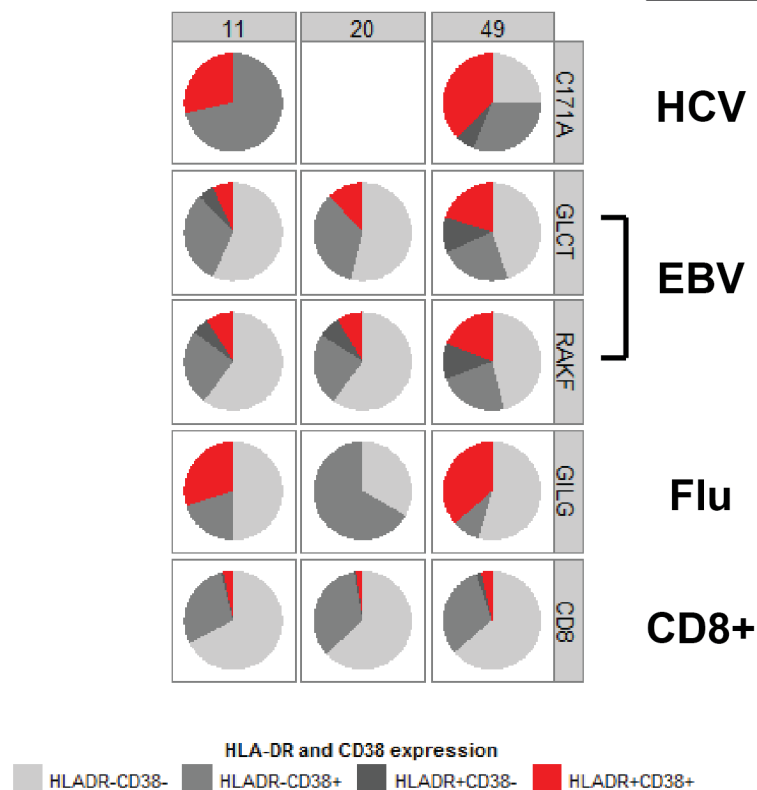 11 20 49
C171A HCV
GLCT
EBV
RAKF
GILG Flu
CD8 CD8+
HLA-DR and CD38 expression
HLADR-CD38- HLADR-CD38+ HLADR+CD38- HLADR+CD38+